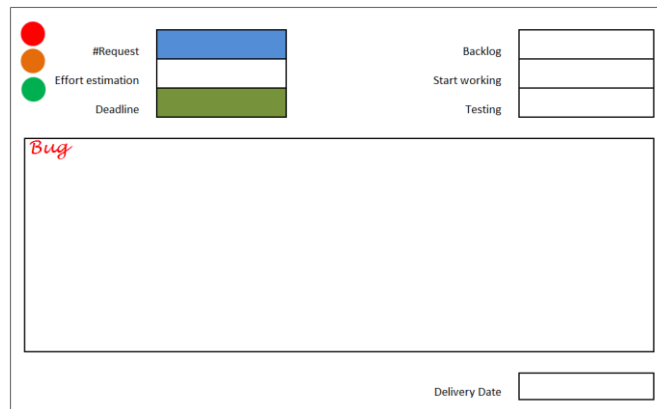 #Request
Backlog
Effort estimation
Start working
Deadline
Testing
Bug
Delivery Date